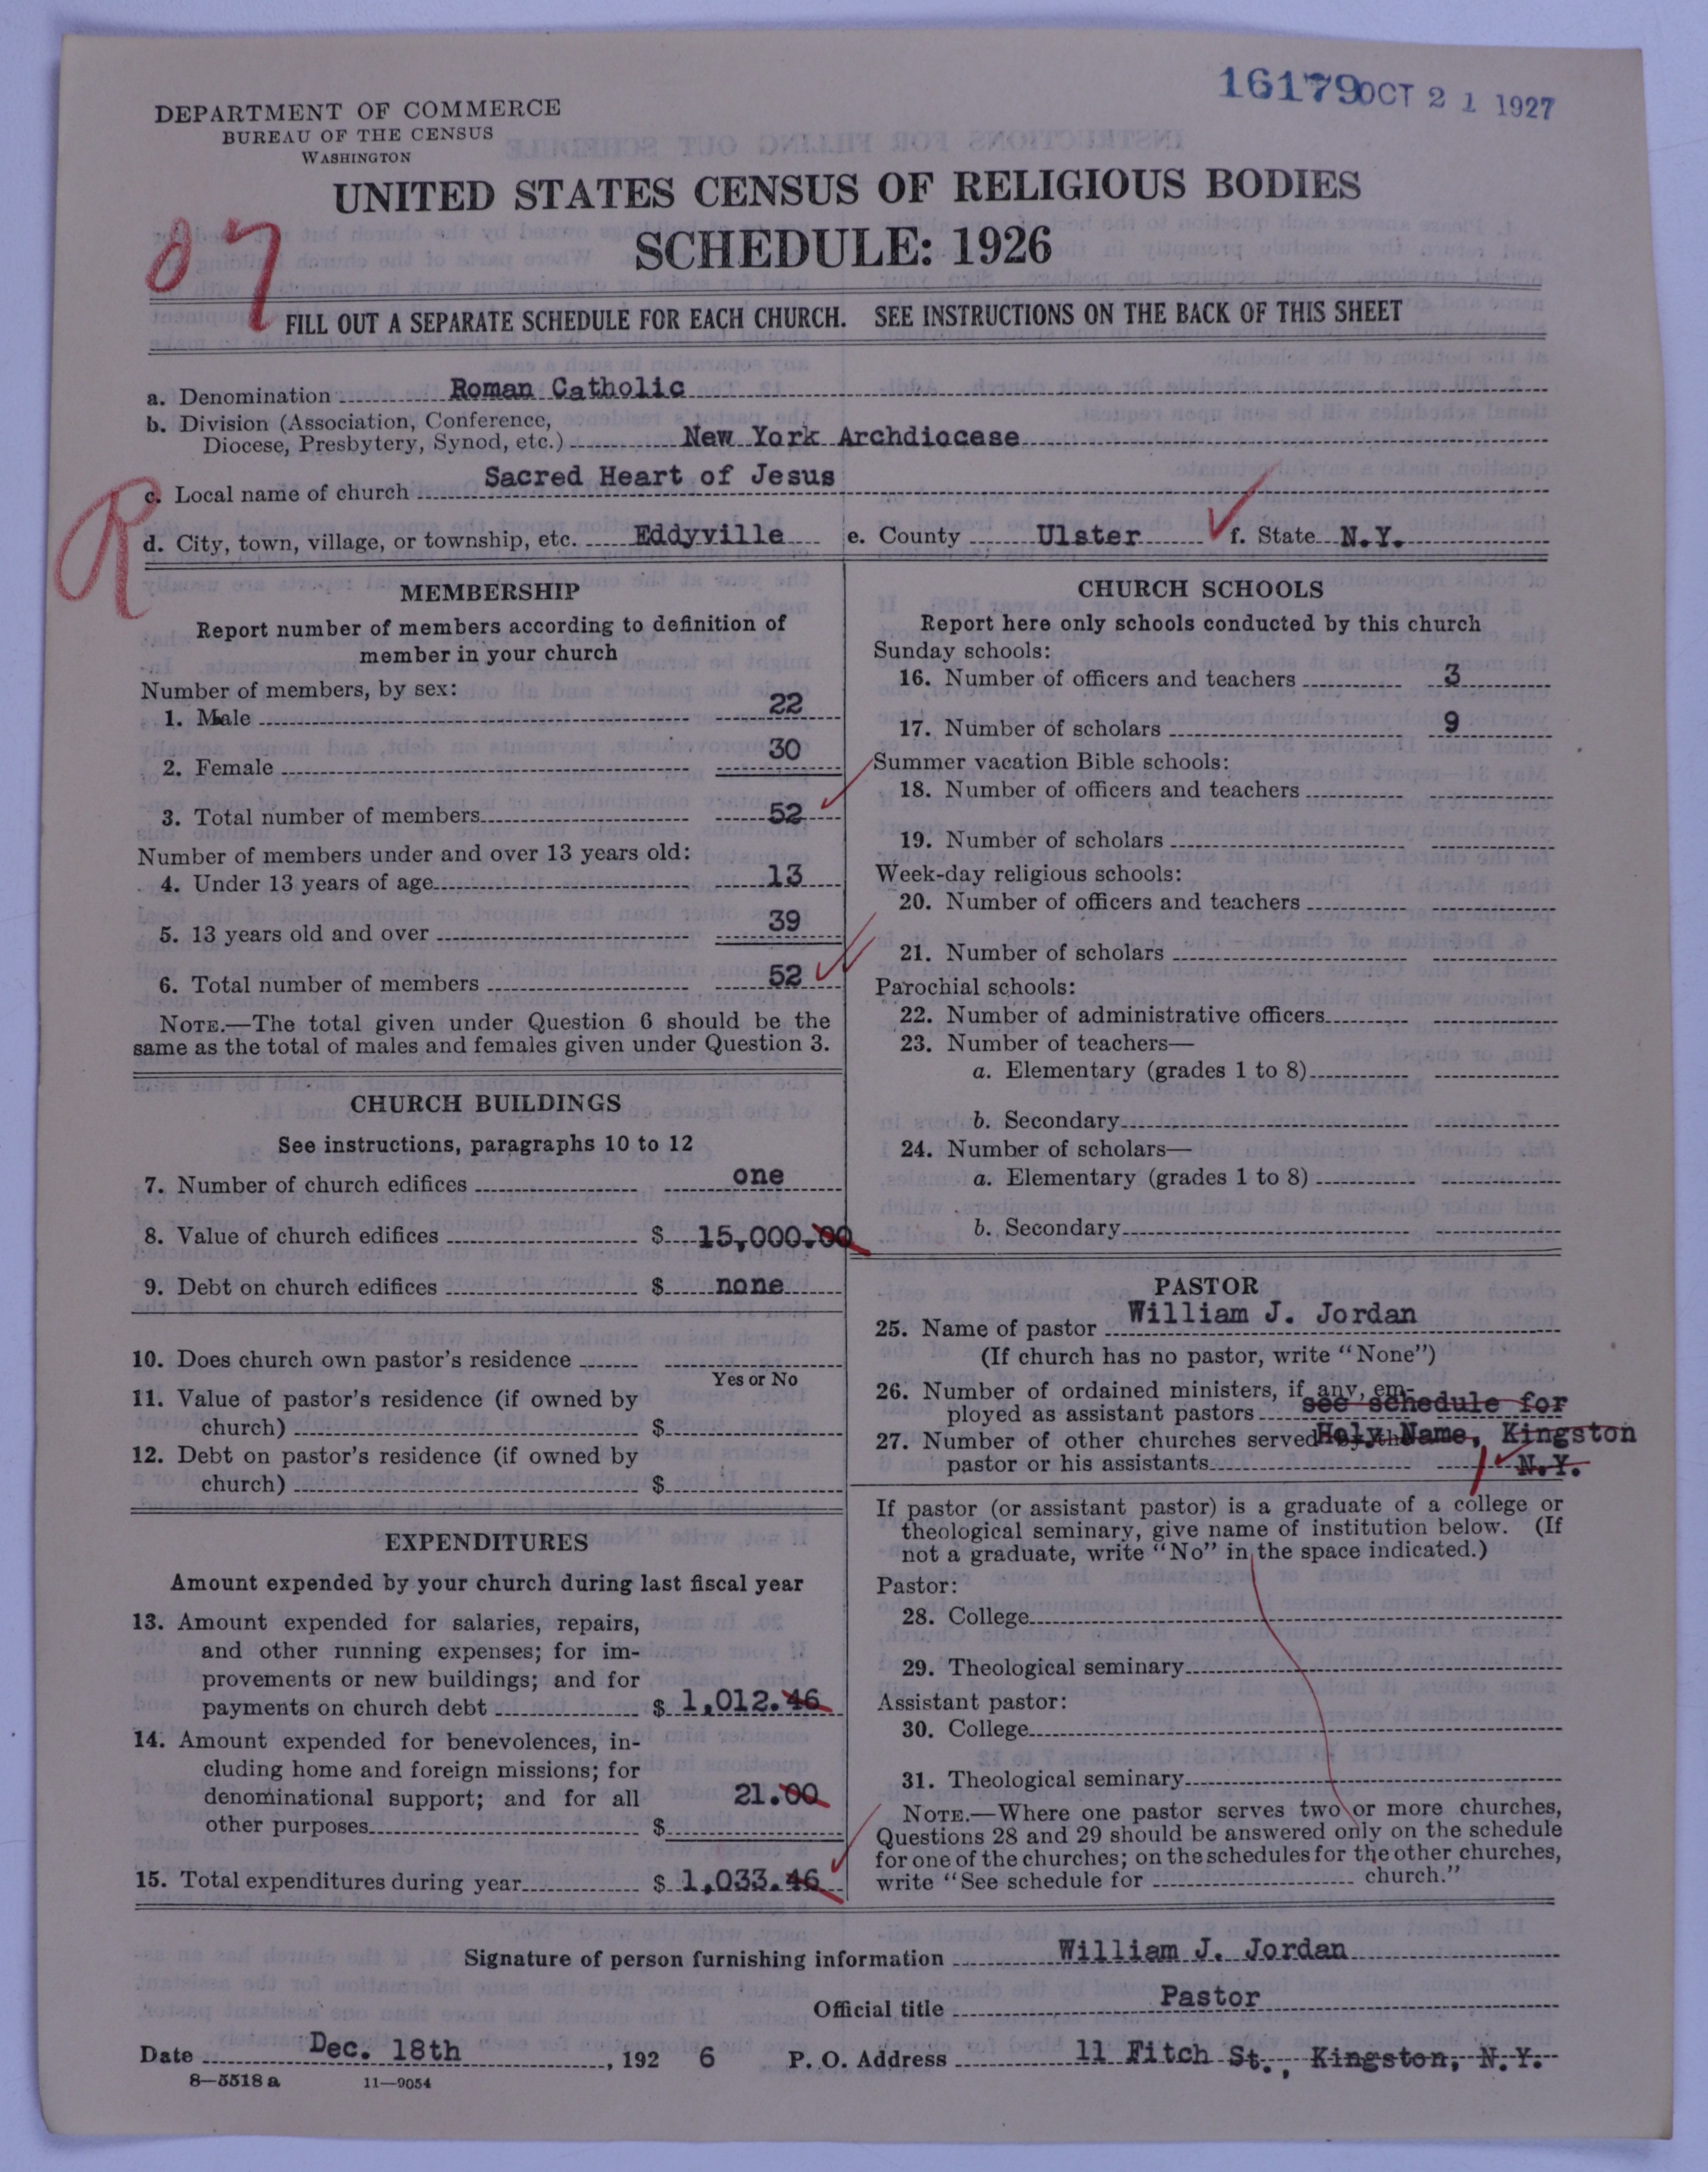 16179 OCT 21 1927
DEPARTMENT OF COMMERCE
BUREAU OF THE CENSUS
WASHINGTON
UNITED STATES CENSUS OF RELIGIOUS BODIES
SCHEDULE: 1926
FILL OUT A SEPARATE SCHEDULE FOR EACH CHURCH. SEE INSTRUCTIONS ON THE BACK OF THIS SHEET
a. Denomination Roman Catholic
b. Division (Association, Conference,
Diocese, Presbytery, Synod, etc.) New York Archdiocese
R
c. Local name of church Sacred Heart of Jesus
d. City, town, village, or township, etc. Eddyville e. County Ulster f. State N.Y.
MEMBERSHIP
Report number of members according to definition of
member in your church
Number of members, by sex:
1. Male 22
2. Female 30
3. Total number of members 52
Number of members under and over 13 years old:
4. Under 13 years of age 13
5. 13 years old and over 39
6. Total number of members 52
NOTE.—The total given under Question 6 should be the
same as the total of males and females given under Question 3.
CHURCH BUILDINGS
See instructions, paragraphs 10 to 12
7. Number of church edifices one
8. Value of church edifices $ 15,000.00
9. Debt on church edifices $ none
10. Does church own pastor's residence
Yes or No
11. Value of pastor's residence (if owned by
church) $
12. Debt on pastor's residence (if owned by
church) $
EXPENDITURES
Amount expended by your church during last fiscal year
13. Amount expended for salaries, repairs,
and other running expenses; for im-
provements or new buildings; and for
payments on church debt $ 1,012.46
14. Amount expended for benevolences, in-
cluding home and foreign missions; for
denominational support; and for all 21.00
other purposes $
15. Total expenditures during year $ 1,033.46
CHURCH SCHOOLS
Report here only schools conducted by this church
Sunday schools:
16. Number of officers and teachers 3
17. Number of scholars 9
Summer vacation Bible schools:
18. Number of officers and teachers
19. Number of scholars
Week-day religious schools:
20. Number of officers and teachers
21. Number of scholars
Parochial schools:
22. Number of administrative officers
23. Number of teachers—
a. Elementary (grades 1 to 8)
b. Secondary
24. Number of scholars—
a. Elementary (grades 1 to 8)
b. Secondary
PASTOR
25. Name of pastor William J. Jordan
(If church has no pastor, write "None")
26. Number of ordained ministers, if any, em-
ployed as assistant pastors see schedule for
27. Number of other churches served by the Holy Name, Kingston
pastor or his assistants 1 N.Y.
If pastor (or assistant pastor) is a graduate of a college or
theological seminary, give name of institution below. (If
not a graduate, write "No" in the space indicated.)
Pastor:
28. College
29. Theological seminary
Assistant pastor:
30. College
31. Theological seminary
NOTE.—Where one pastor serves two or more churches,
Questions 28 and 29 should be answered only on the schedule
for one of the churches; on the schedules for the other churches,
write "See schedule for church."
Signature of person furnishing information William J. Jordan
Official title Pastor
Date Dec. 18th, 192 6 P. O. Address 11 Fitch St., Kingston, N.Y.
8—5518 a 11—9054